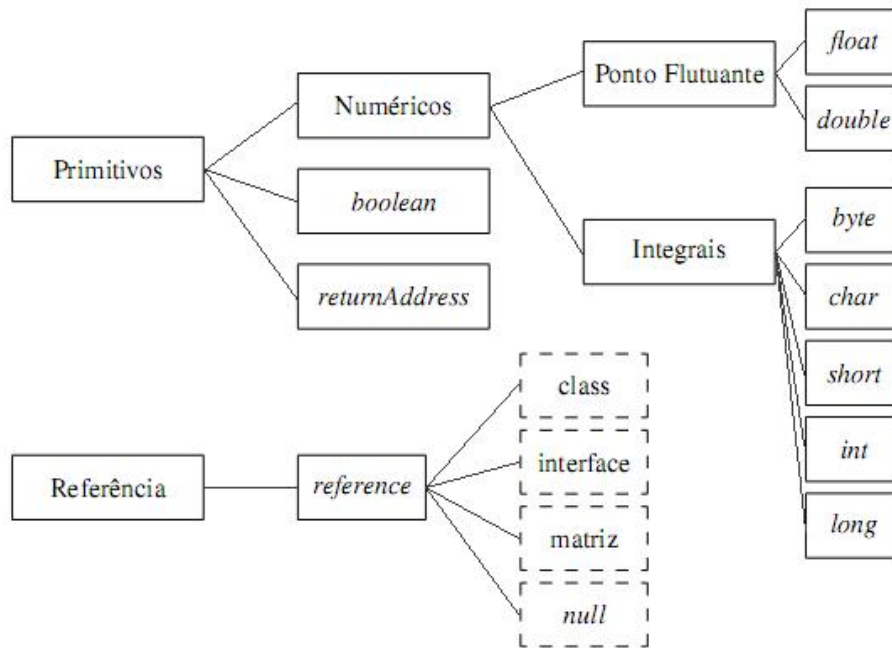 float
Ponto Flutuante
Numéricos
double
Primitivos
boolean
byte
Integrais
returnAddress
char
short
class
int
interface
Referência
reference
long
matriz
null